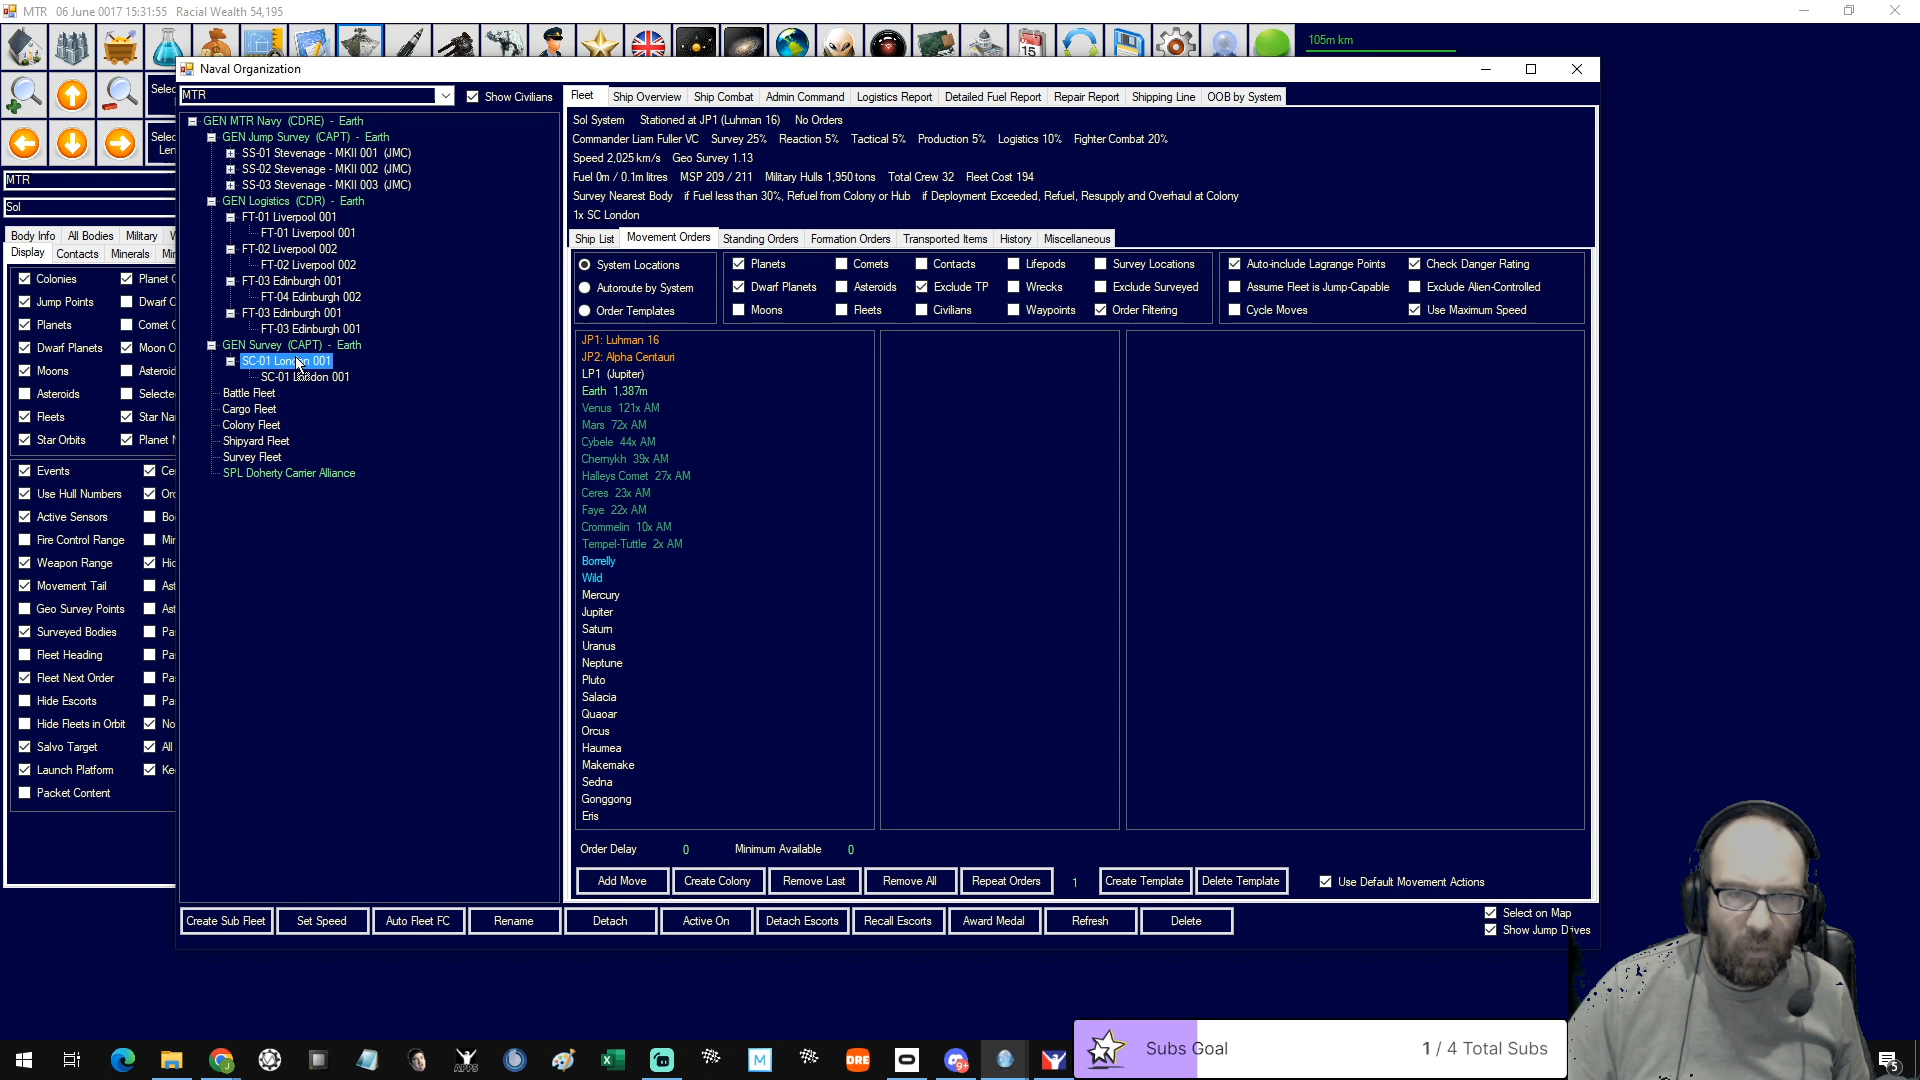 MTR 06 June 0017 15:31:55 Racial Wealth 54,195
105m km
Naval Organization
MTR
Show Civilians
GEN MTR Navy (CDRE) - Earth
GEN Jump Survey (CAPT) - Earth
SS-01 Stevenage - MKII 001 (JMC)
SS-02 Stevenage - MKII 002 (JMC)
SS-03 Stevenage - MKII 003 (JMC)
GEN Logistics (CDR) - Earth
FT-01 Liverpool 001
FT-01 Liverpool 001
FT-02 Liverpool 002
FT-02 Liverpool 002
FT-03 Edinburgh 001
FT-04 Edinburgh 002
FT-03 Edinburgh 001
FT-03 Edinburgh 001
GEN Survey (CAPT) - Earth
SC-01 London 001
SC-01 London 001
Battle Fleet
Cargo Fleet
Colony Fleet
Shipyard Fleet
Survey Fleet
SPL Doherty Carrier Alliance
Fleet Ship Overview Ship Combat Admin Command Logistics Report Detailed Fuel Report Repair Report Shipping Line OOB by System
Sol System Stationed at JP1 (Luhman 16) No Orders
Commander Liam Fuller VC Survey 25% Reaction 5% Tactical 5% Production 5% Logistics 10% Fighter Combat 20%
Speed 2,025 km/s Geo Survey 1.13
Fuel 0m / 0.1m litres MSP 209 / 211 Military Hulls 1,950 tons Total Crew 32 Fleet Cost 194
Survey Nearest Body if Fuel less than 30%, Refuel from Colony or Hub if Deployment Exceeded, Refuel, Resupply and Overhaul at Colony
1x SC London
Ship List Movement Orders Standing Orders Formation Orders Transported Items History Miscellaneous
System Locations Planets Comets Contacts Lifepods Survey Locations Auto-include Lagrange Points Check Danger Rating
Autoroute by System Dwarf Planets Asteroids Exclude TP Wrecks Exclude Surveyed Assume Fleet is Jump-Capable Exclude Alien-Controlled
Order Templates Moons Fleets Civilians Waypoints Order Filtering Cycle Moves Use Maximum Speed
JP1: Luhman 16
JP2: Alpha Centauri
LP1 (Jupiter)
Earth 1,387m
Venus 121x AM
Mars 72x AM
Cybele 44x AM
Chernykh 39x AM
Halleys Comet 27x AM
Ceres 23x AM
Faye 22x AM
Crommelin 10x AM
Tempel-Tuttle 2x AM
Borrelly
Wild
Mercury
Jupiter
Saturn
Uranus
Neptune
Pluto
Salacia
Quaoar
Orcus
Haumea
Makemake
Sedna
Gonggong
Eris
Order Delay 0 Minimum Available 0
Add Move Create Colony Remove Last Remove All Repeat Orders 1 Create Template Delete Template Use Default Movement Actions
Create Sub Fleet Set Speed Auto Fleet FC Rename Detach Active On Detach Escorts Recall Escorts Award Medal Refresh Delete
Select on Map
Show Jump Drives
MTR
Sol
Body Info All Bodies Military
Display Contacts Minerals
Colonies
Jump Points
Planets
Dwarf Planets
Moons
Asteroids
Fleets
Star Orbits
Events
Use Hull Numbers
Active Sensors
Fire Control Range
Weapon Range
Movement Tail
Geo Survey Points
Surveyed Bodies
Fleet Heading
Fleet Next Order
Hide Escorts
Hide Fleets in Orbit
Salvo Target
Launch Platform
Packet Content
Subs Goal 1 / 4 Total Subs
APPS
DRE
9+
5